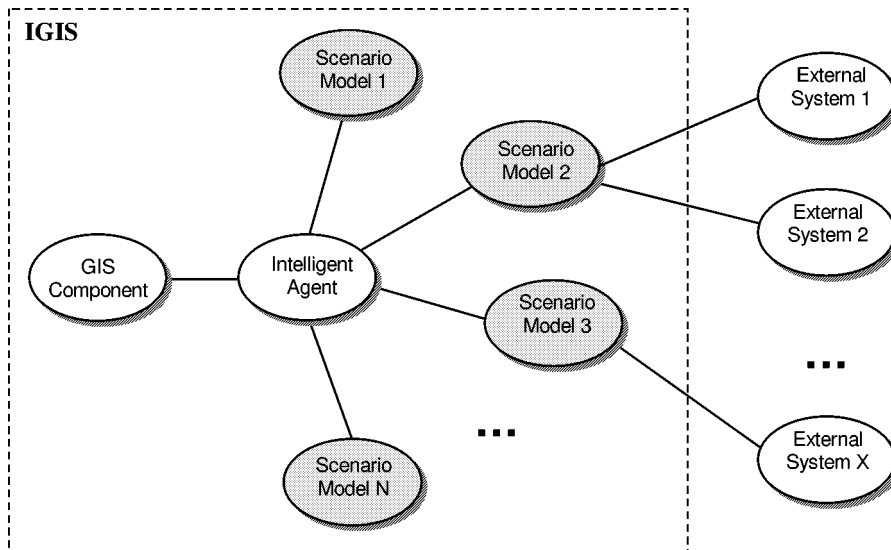 IGIS
Scenario
Model 1
External
System 1
Scenario
Model 2
External
System 2
GIS
Component
Intelligent
Agent
Scenario
Model 3
...
...
External
System X
Scenario
Model N